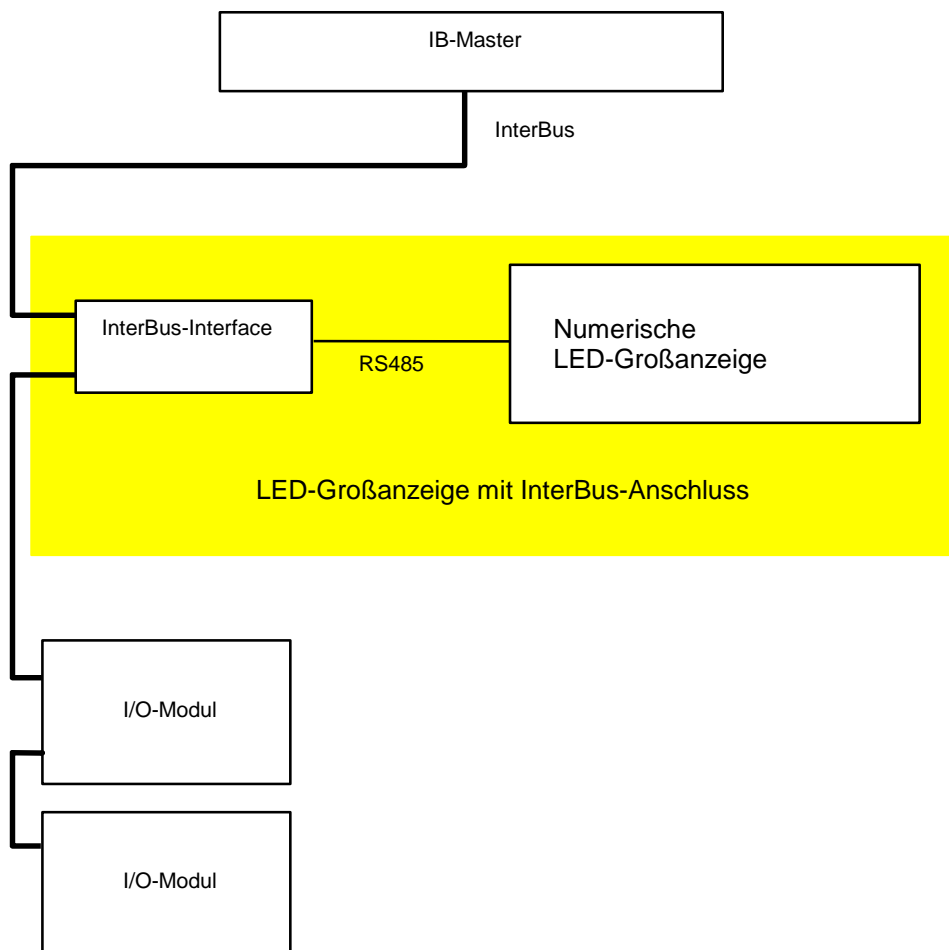 IB-Master
InterBus
InterBus-Interface
RS485
Numerische
LED-Großanzeige
LED-Großanzeige mit InterBus-Anschluss
I/O-Modul
I/O-Modul